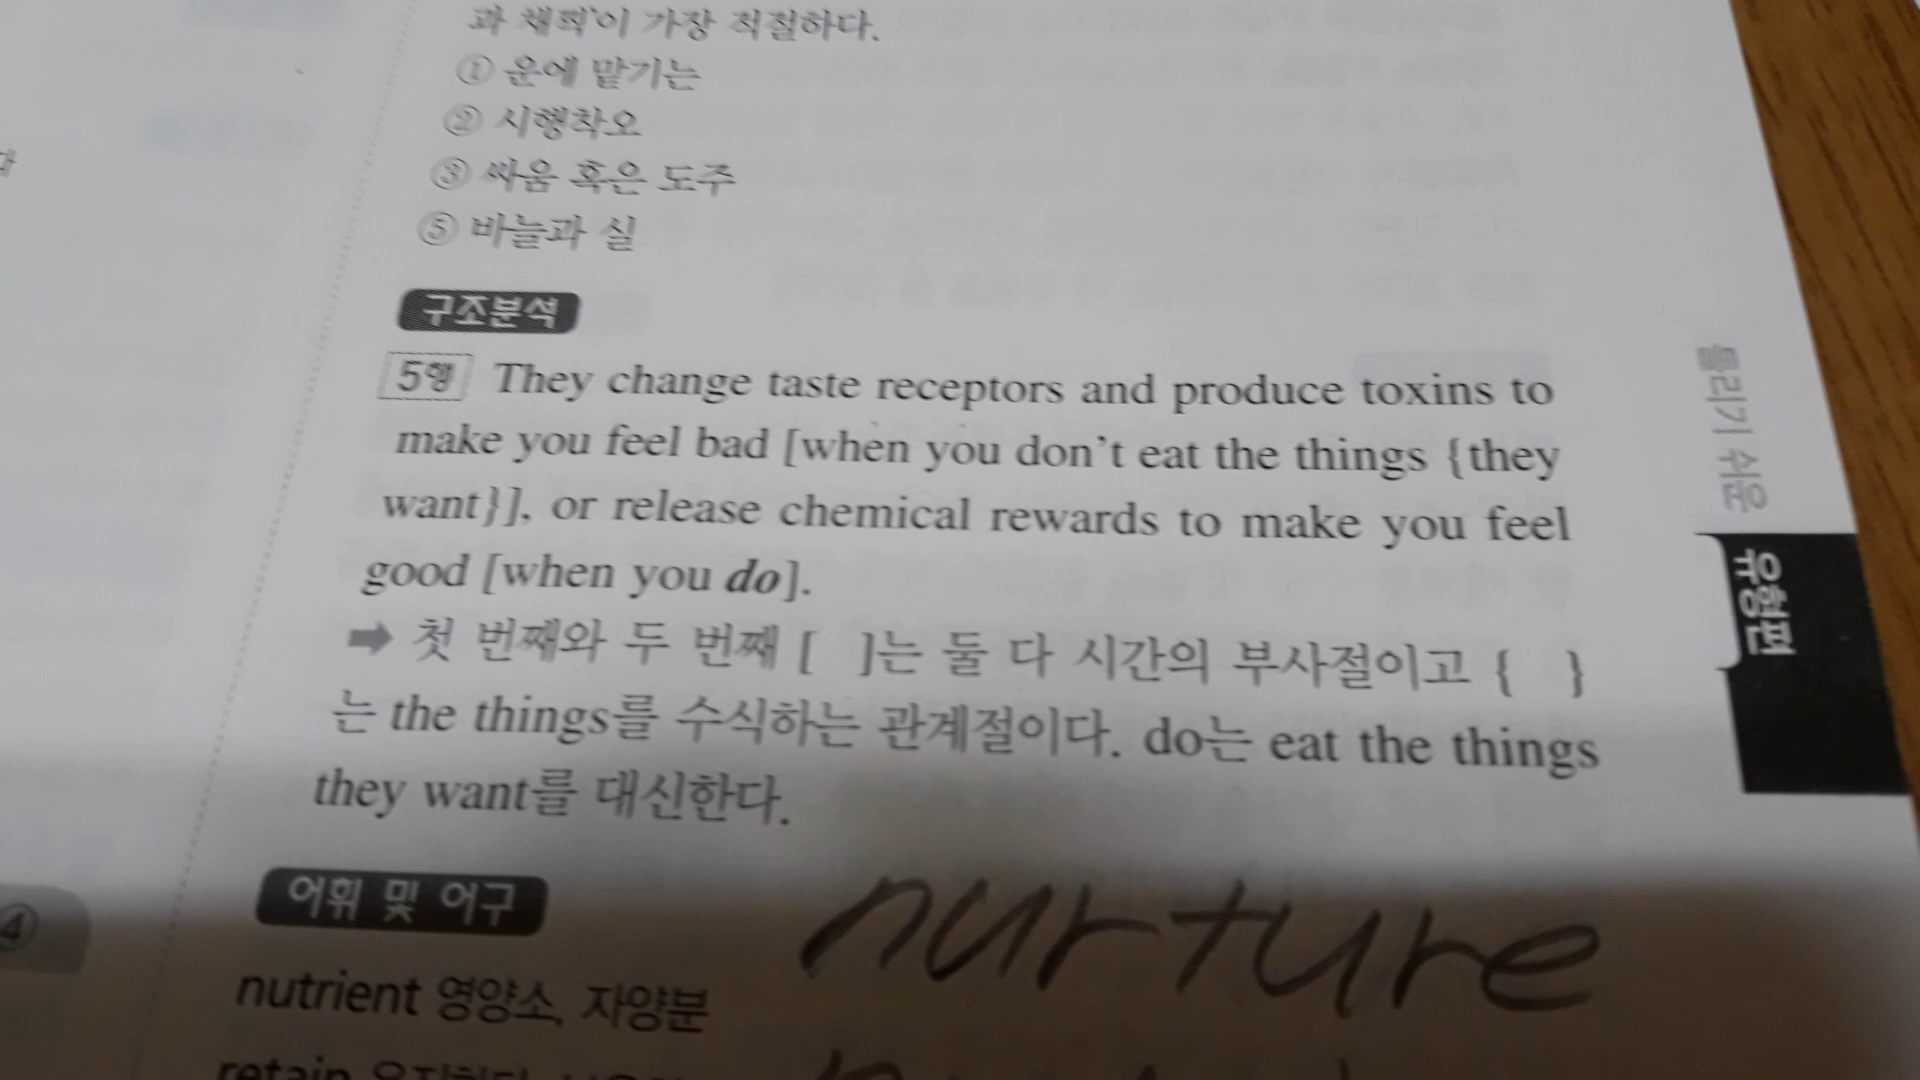 과 채찍'이 가장 적절하다.
① 운에 맡기는
② 시행착오
③ 싸움 혹은 도주
⑤ 바늘과 실
구조분석
5행 They change taste receptors and produce toxins to
make you feel bad [when you don't eat the things {they
want}], or release chemical rewards to make you feel
good [when you do].
➡ 첫 번째와 두 번째 [ ]는 둘 다 시간의 부사절이고 { }
는 the things를 수식하는 관계절이다. do는 eat the things
they want를 대신한다.
어휘 및 어구
nurture
nutrient 영양소, 자양분
retain
틀리기 쉬운
유형편
④